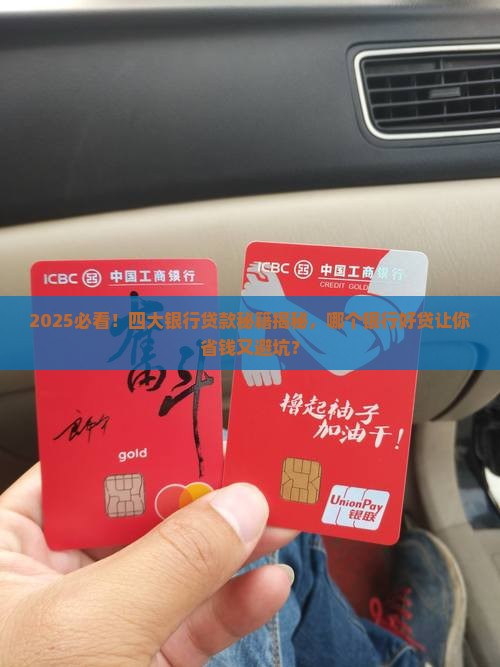 ICBC 中国工商银行
ICBC 中国工商银行
CREDIT GOLD
2025必看！四大银行贷款秘籍揭秘，哪个银行好贷让你
省钱又避坑？
奋斗
撸起袖子
加油干！
gold
UnionPay
银联